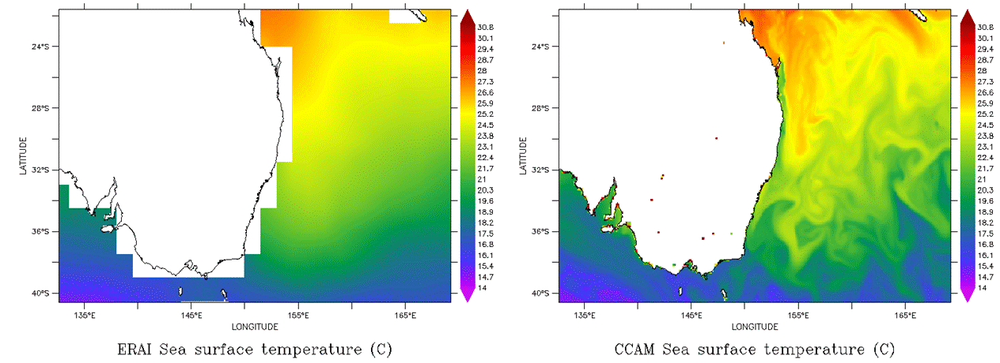 24°S
28°S
32°S
36°S
40°S
LATITUDE
135°E 145°E 155°E 165°E
LONGITUDE
30.8
30.1
29.4
28.7
28
27.3
26.6
25.9
25.2
24.5
23.8
23.1
22.4
21.7
21
20.3
19.6
18.9
18.2
17.5
16.8
16.1
15.4
14.7
14
ERAI Sea surface temperature (C)
24°S
28°S
32°S
36°S
40°S
LATITUDE
135°E 145°E 155°E 165°E
LONGITUDE
30.8
30.1
29.4
28.7
28
27.3
26.6
25.9
25.2
24.5
23.8
23.1
22.4
21.7
21
20.3
19.6
18.9
18.2
17.5
16.8
16.1
15.4
14.7
14
CCAM Sea surface temperature (C)